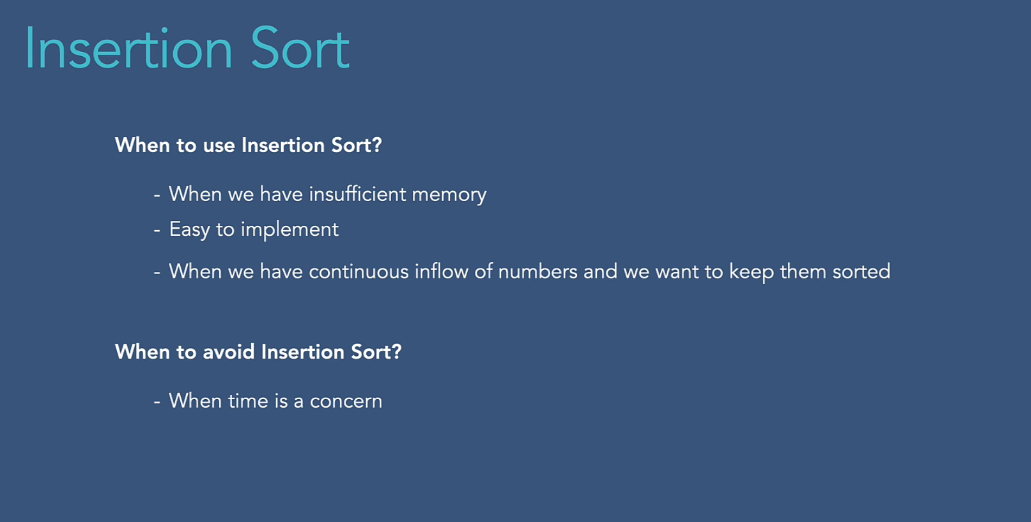 Insertion Sort
When to use Insertion Sort?
- When we have insufficient memory
- Easy to implement
- When we have continuous inflow of numbers and we want to keep them sorted
When to avoid Insertion Sort?
- When time is a concern